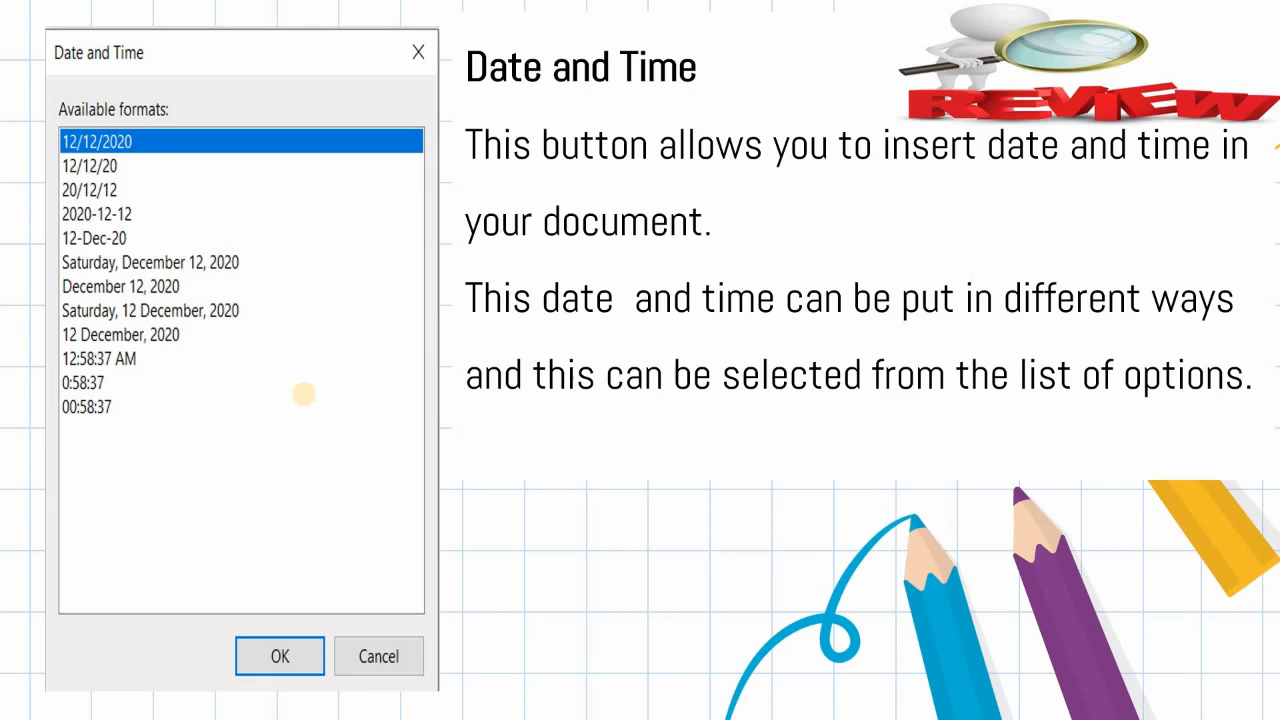 Date and Time
X
Available formats:
12/12/2020
12/12/20
20/12/12
2020-12-12
12-Dec-20
Saturday, December 12, 2020
December 12, 2020
Saturday, 12 December, 2020
12 December, 2020
12:58:37 AM
0:58:37
00:58:37
OK
Cancel
REVIEW
Date and Time
This button allows you to insert date and time in
your document.
This date  and time can be put in different ways
and this can be selected from the list of options.